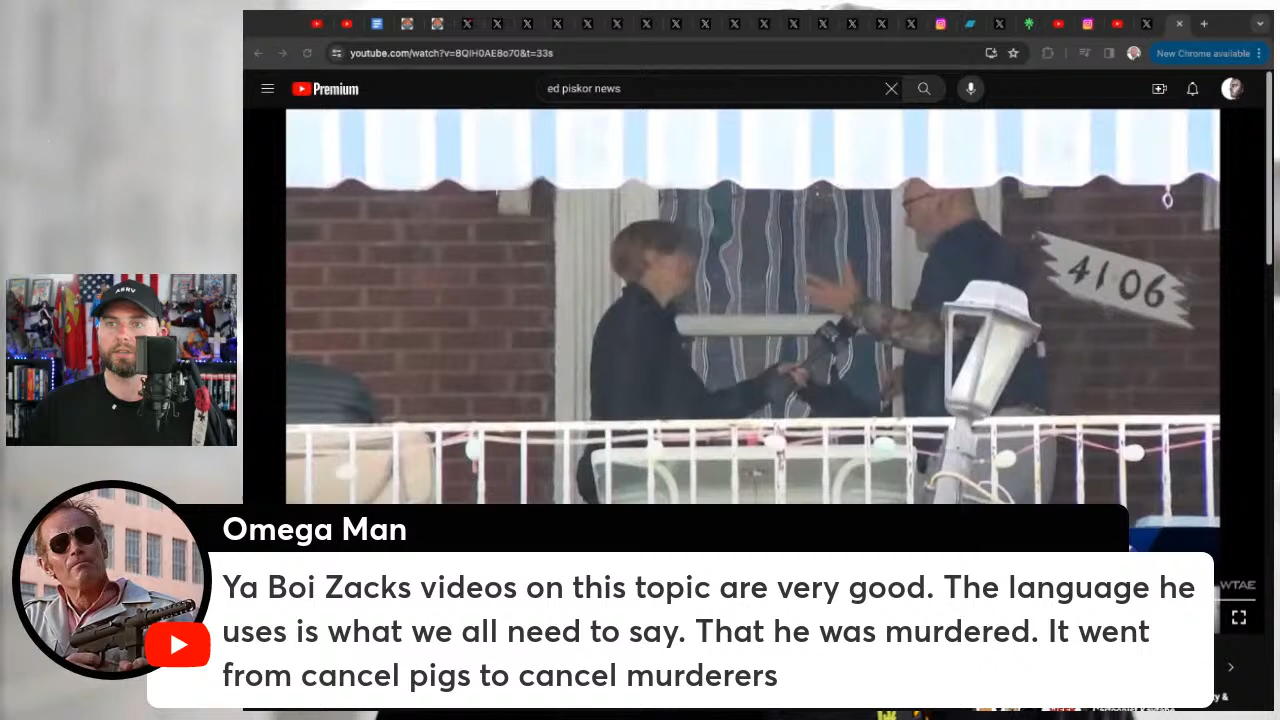 youtube.com/watch?v=8QIH0AE8o70&t=33s
New Chrome available
Premium
ed piskor news
4106
AERV
WTAE
Omega Man
Ya Boi Zacks videos on this topic are very good. The language he
uses is what we all need to say. That he was murdered. It went
from cancel pigs to cancel murderers